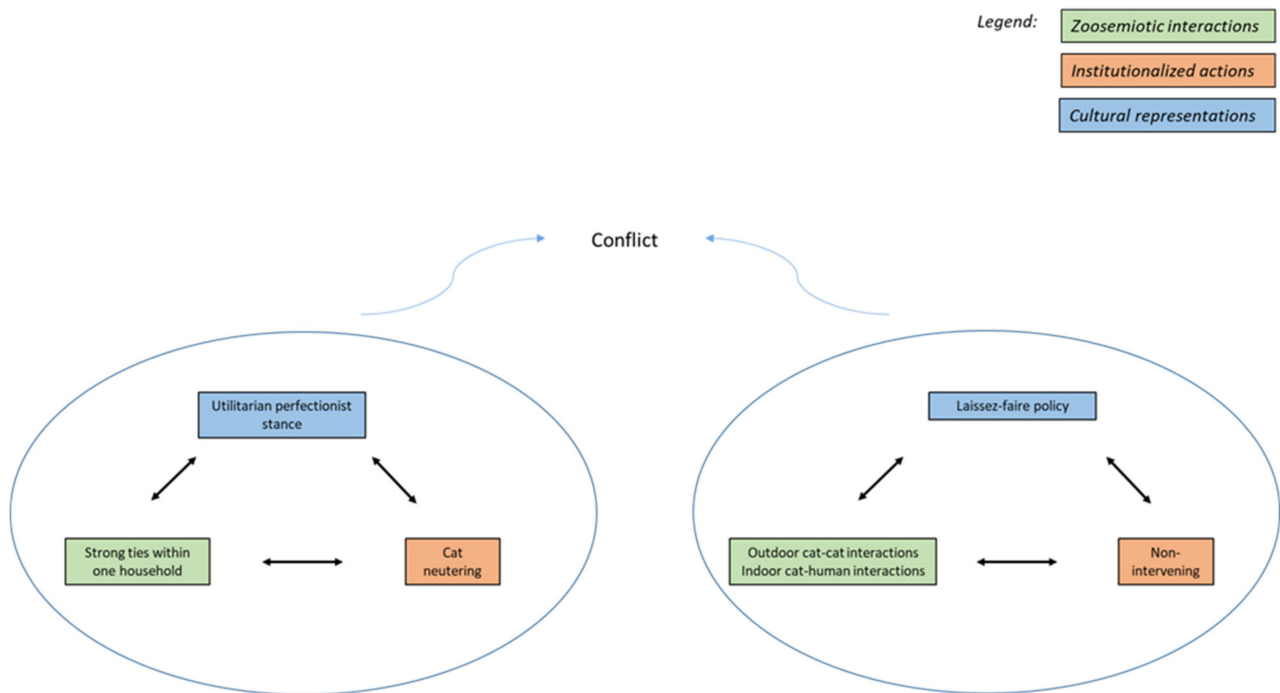 Legend:
Zoosemiotic interactions
Institutionalized actions
Cultural representations
Conflict
Utilitarian perfectionist
stance
Strong ties within
one household
Cat
neutering
Laissez-faire policy
Outdoor cat-cat interactions
Indoor cat-human interactions
Non-
intervening